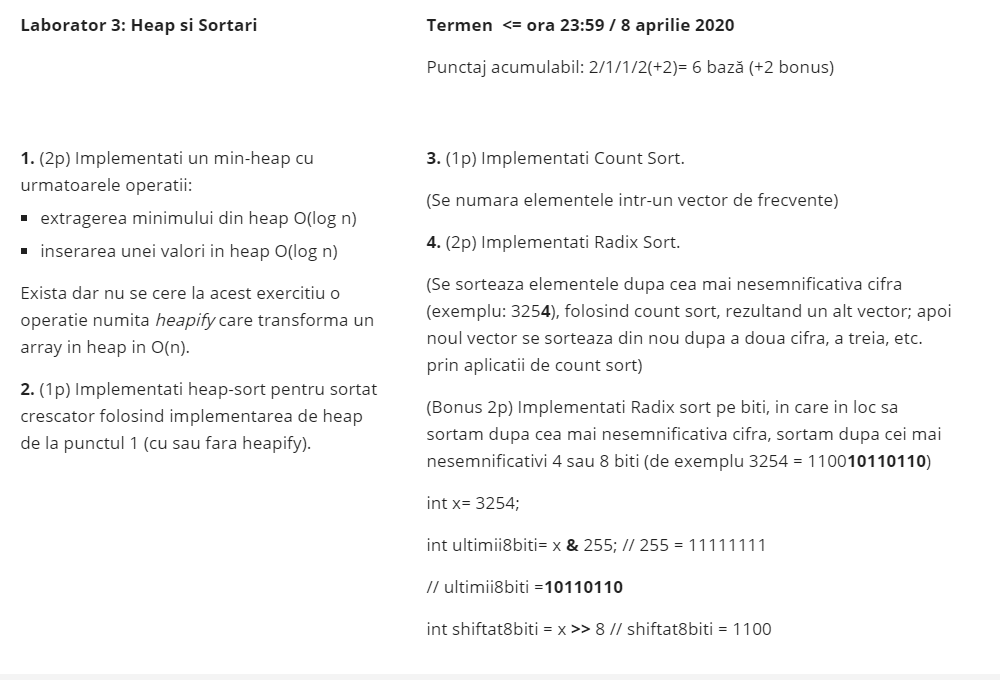 Laborator 3: Heap si Sortari
1. (2p) Implementati un min-heap cu
urmatoarele operatii:
▪ extragerea minimului din heap O(log n)
▪ inserarea unei valori in heap O(log n)
Exista dar nu se cere la acest exercitiu o
operatie numita heapify care transforma un
array in heap in O(n).
2. (1p) Implementati heap-sort pentru sortat
crescator folosind implementarea de heap
de la punctul 1 (cu sau fara heapify).
Termen <= ora 23:59 / 8 aprilie 2020
Punctaj acumulabil: 2/1/1/2(+2)= 6 bază (+2 bonus)
3. (1p) Implementati Count Sort.
(Se numara elementele intr-un vector de frecvente)
4. (2p) Implementati Radix Sort.
(Se sorteaza elementele dupa cea mai nesemnificativa cifra
(exemplu: 3254), folosind count sort, rezultand un alt vector; apoi
noul vector se sorteaza din nou dupa a doua cifra, a treia, etc.
prin aplicatii de count sort)
(Bonus 2p) Implementati Radix sort pe biti, in care in loc sa
sortam dupa cea mai nesemnificativa cifra, sortam dupa cei mai
nesemnificativi 4 sau 8 biti (de exemplu 3254 = 110010110110)
int x= 3254;
int ultimii8biti= x & 255; // 255 = 11111111
// ultimii8biti =10110110
int shiftat8biti = x >> 8 // shiftat8biti = 1100